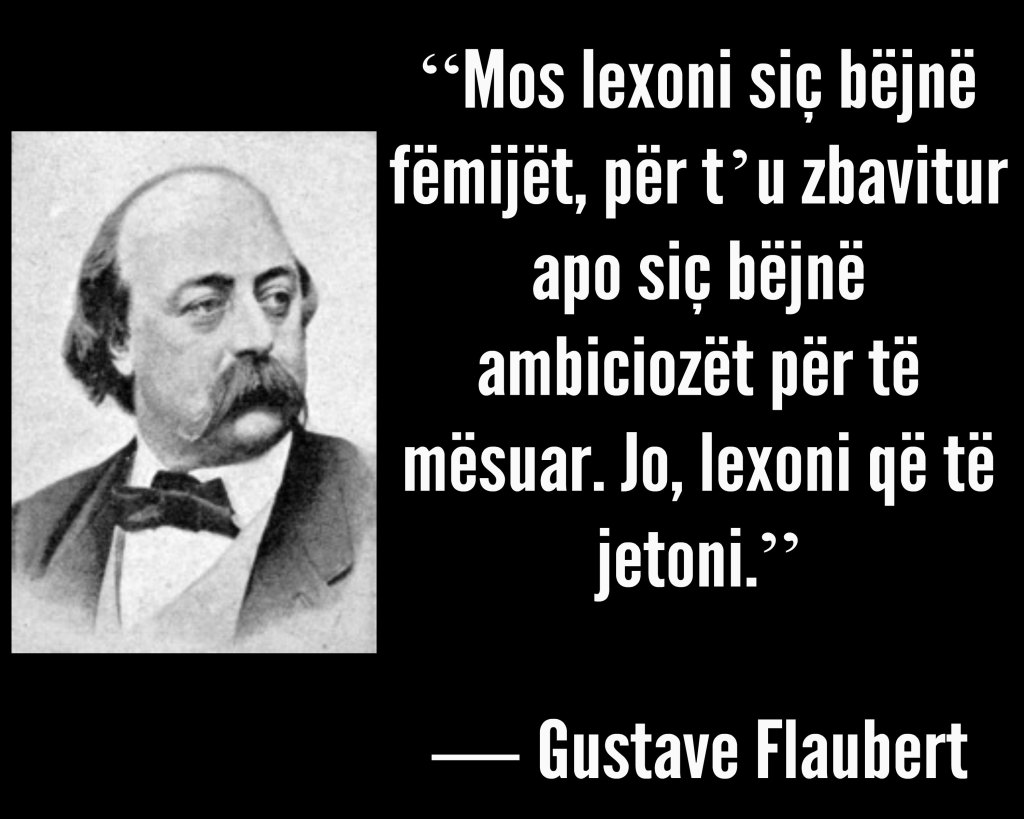 “Mos lexoni siç bëjnë
fëmijët, për t’u zbavitur
apo siç bëjnë
ambiciozët për të
mësuar. Jo, lexoni që të
jetoni.”
— Gustave Flaubert